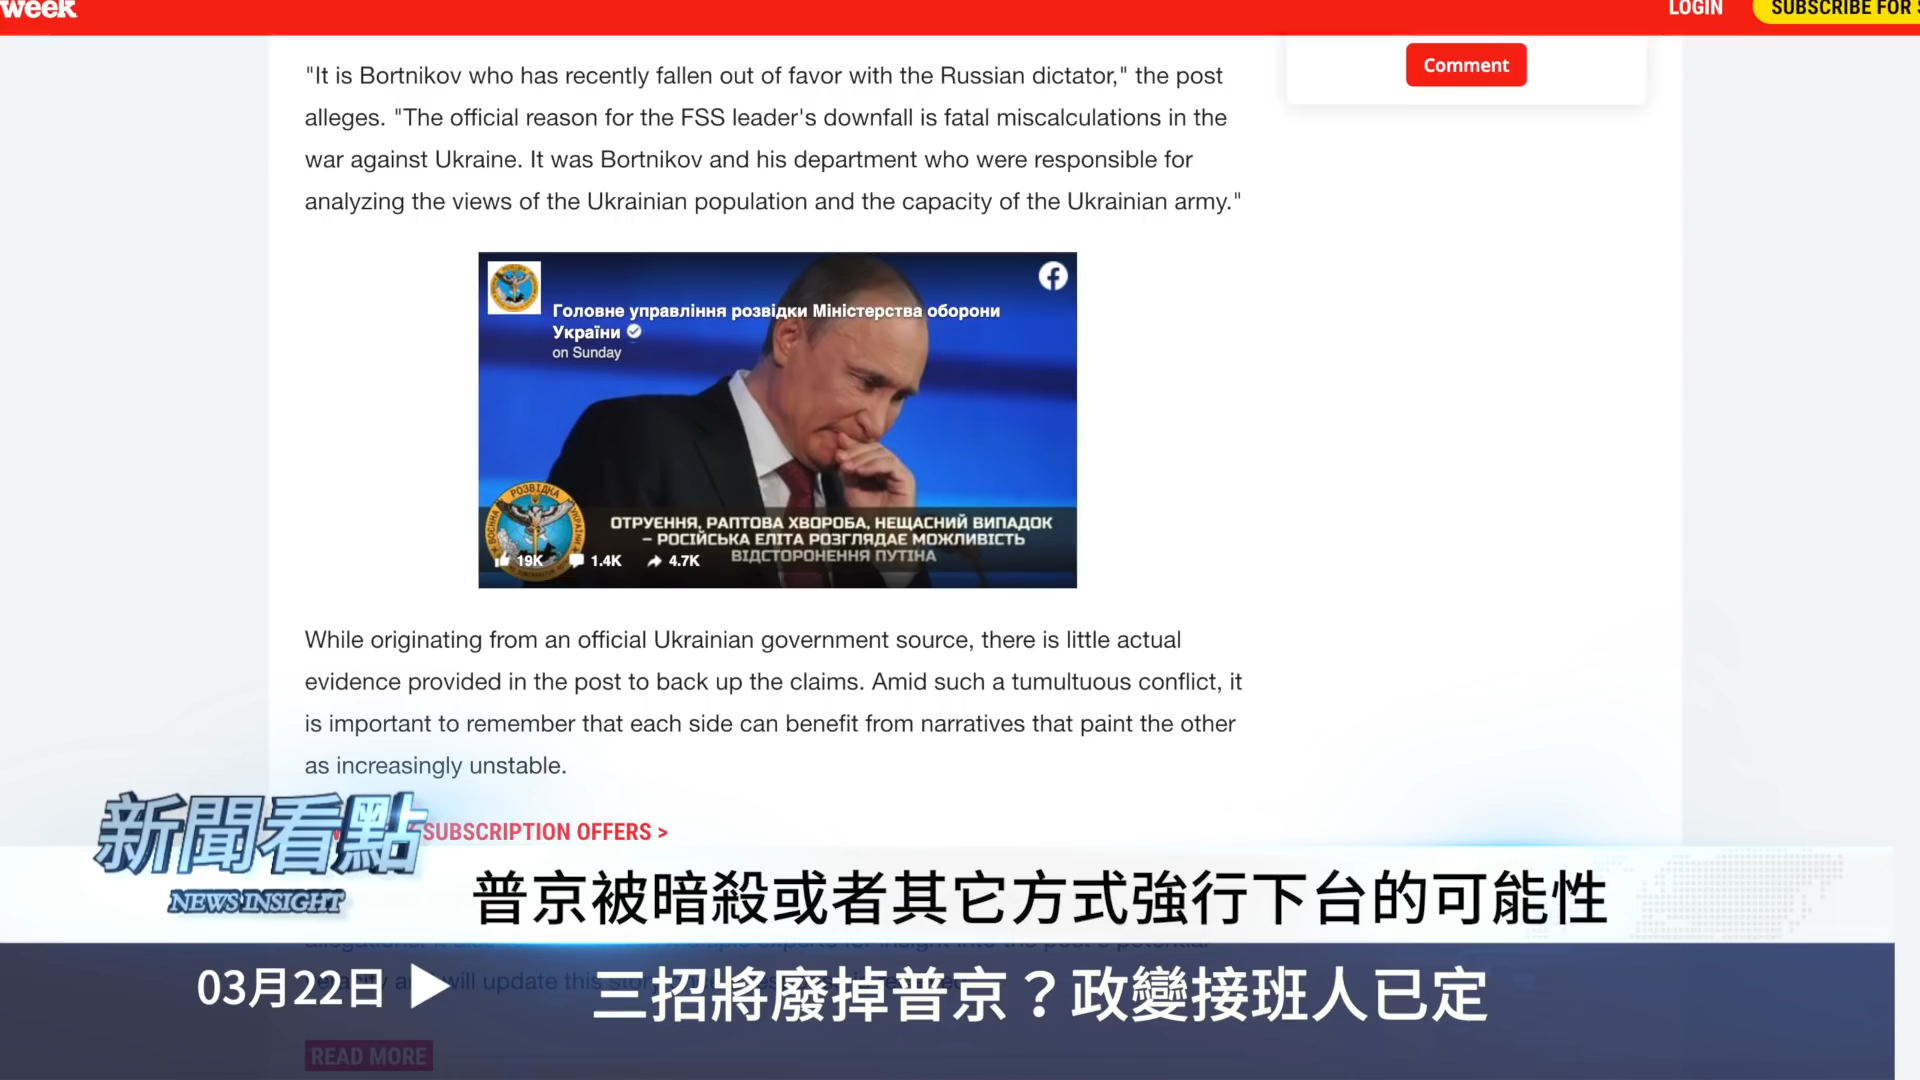 week
LOGIN
SUBSCRIBE FOR
"It is Bortnikov who has recently fallen out of favor with the Russian dictator," the post
alleges. "The official reason for the FSS leader's downfall is fatal miscalculations in the
war against Ukraine. It was Bortnikov and his department who were responsible for
analyzing the views of the Ukrainian population and the capacity of the Ukrainian army."
Comment
Головне управління розвідки Міністерства оборони
України
on Sunday
РОЗВІДКА
ОТРУЄННЯ, РАПТОВА ХВОРОБА, НЕЩАСНИЙ ВИПАДОК
– РОСІЙСЬКА ЕЛІТА РОЗГЛЯДАЄ МОЖЛИВІСТЬ
ВІДСТОРОНЕННЯ ПУТІНА
19K 1.4K 4.7K
While originating from an official Ukrainian government source, there is little actual
evidence provided in the post to back up the claims. Amid such a tumultuous conflict, it
is important to remember that each side can benefit from narratives that paint the other
as increasingly unstable.
SUBSCRIPTION OFFERS >
新聞看點
NEWS INSIGHT
普京被暗殺或者其它方式強行下台的可能性
will update this
03月22日
三招將廢掉普京？政變接班人已定
READ MORE